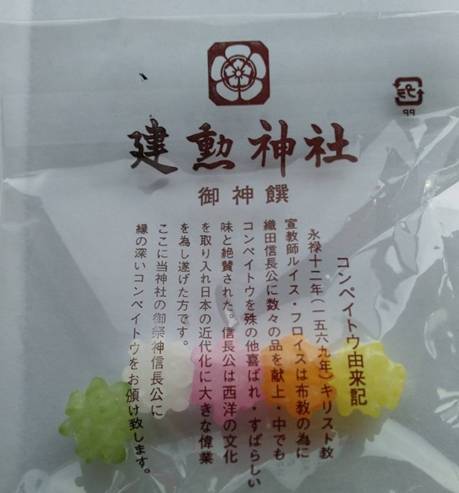 建勲神社
御神饌
プラ
PP
コンペイトウ由来記
永禄十二年(一五六九年)キリスト教
宣教師ルイス・フロイスは布教の為に
織田信長公に数々の品を献上・中でも
コンペイトウを殊の他喜ばれ・すばらしい
味と絶賛された。信長公は西洋の文化
を取り入れ日本の近代化に大きな偉業
を為し遂げた方です。
ここに当神社の御祭神信長公に
縁の深いコンペイトウをお頒け致します。